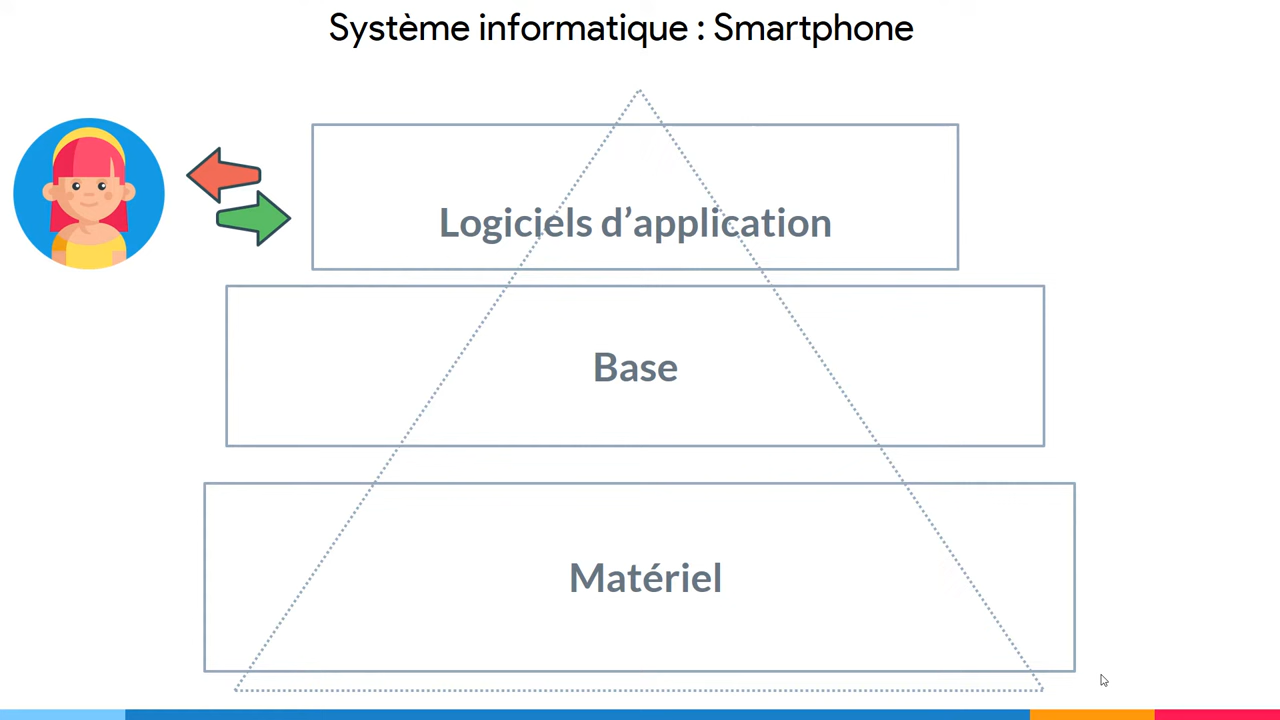 Système informatique : Smartphone
Logiciels d’application
Base
Matériel